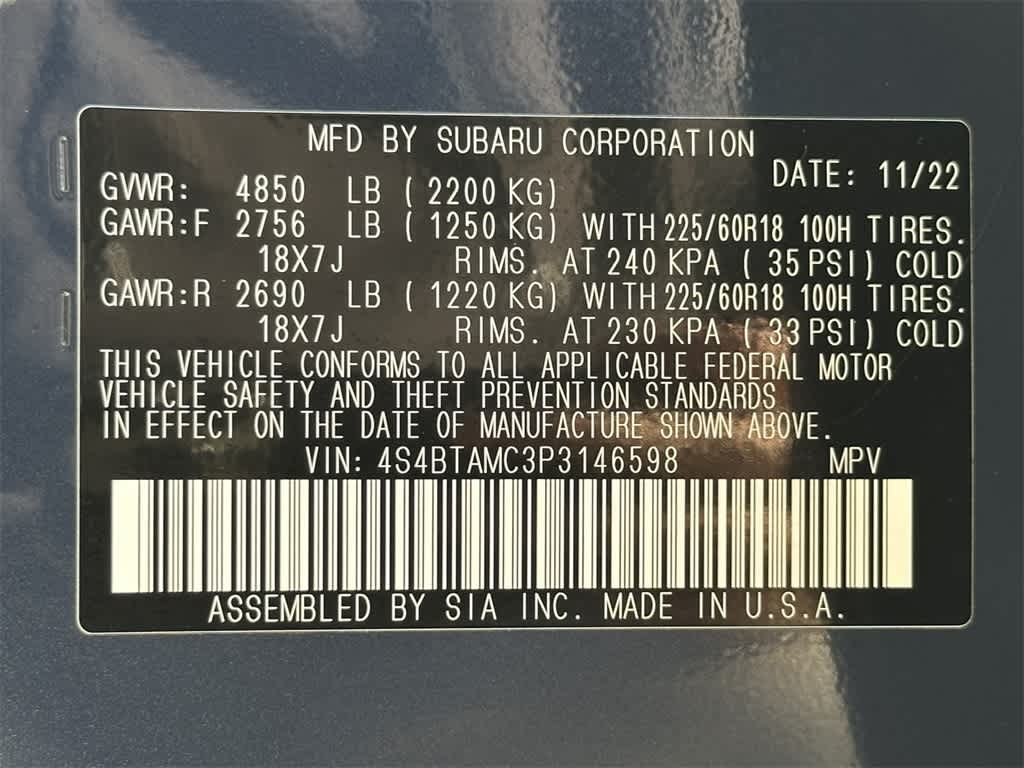 MFD BY SUBARU CORPORATION
DATE: 11/22
GVWR: 4850 LB (2200 KG)
GAWR:F 2756 LB (1250 KG) WITH 225/60R18 100H TIRES.
18X7J RIMS. AT 240 KPA (35 PSI) COLD
GAWR:R 2690 LB (1220 KG) WITH 225/60R18 100H TIRES.
18X7J RIMS. AT 230 KPA (33 PSI) COLD
THIS VEHICLE CONFORMS TO ALL APPLICABLE FEDERAL MOTOR
VEHICLE SAFETY AND THEFT PREVENTION STANDARDS
IN EFFECT ON THE DATE OF MANUFACTURE SHOWN ABOVE.
VIN: 4S4BTAMC3P3146598 MPV
ASSEMBLED BY SIA INC. MADE IN U.S.A.